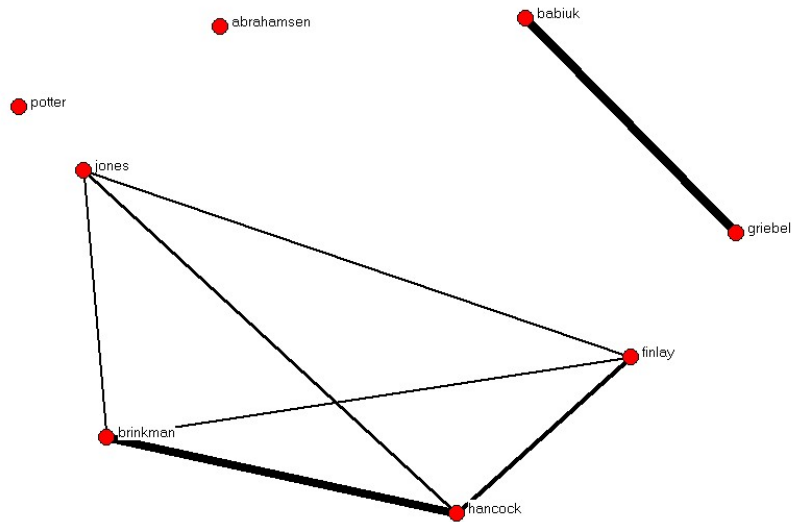 babiuk
abrahamsen
potter
jones
griebel
finlay
brinkman
hancock